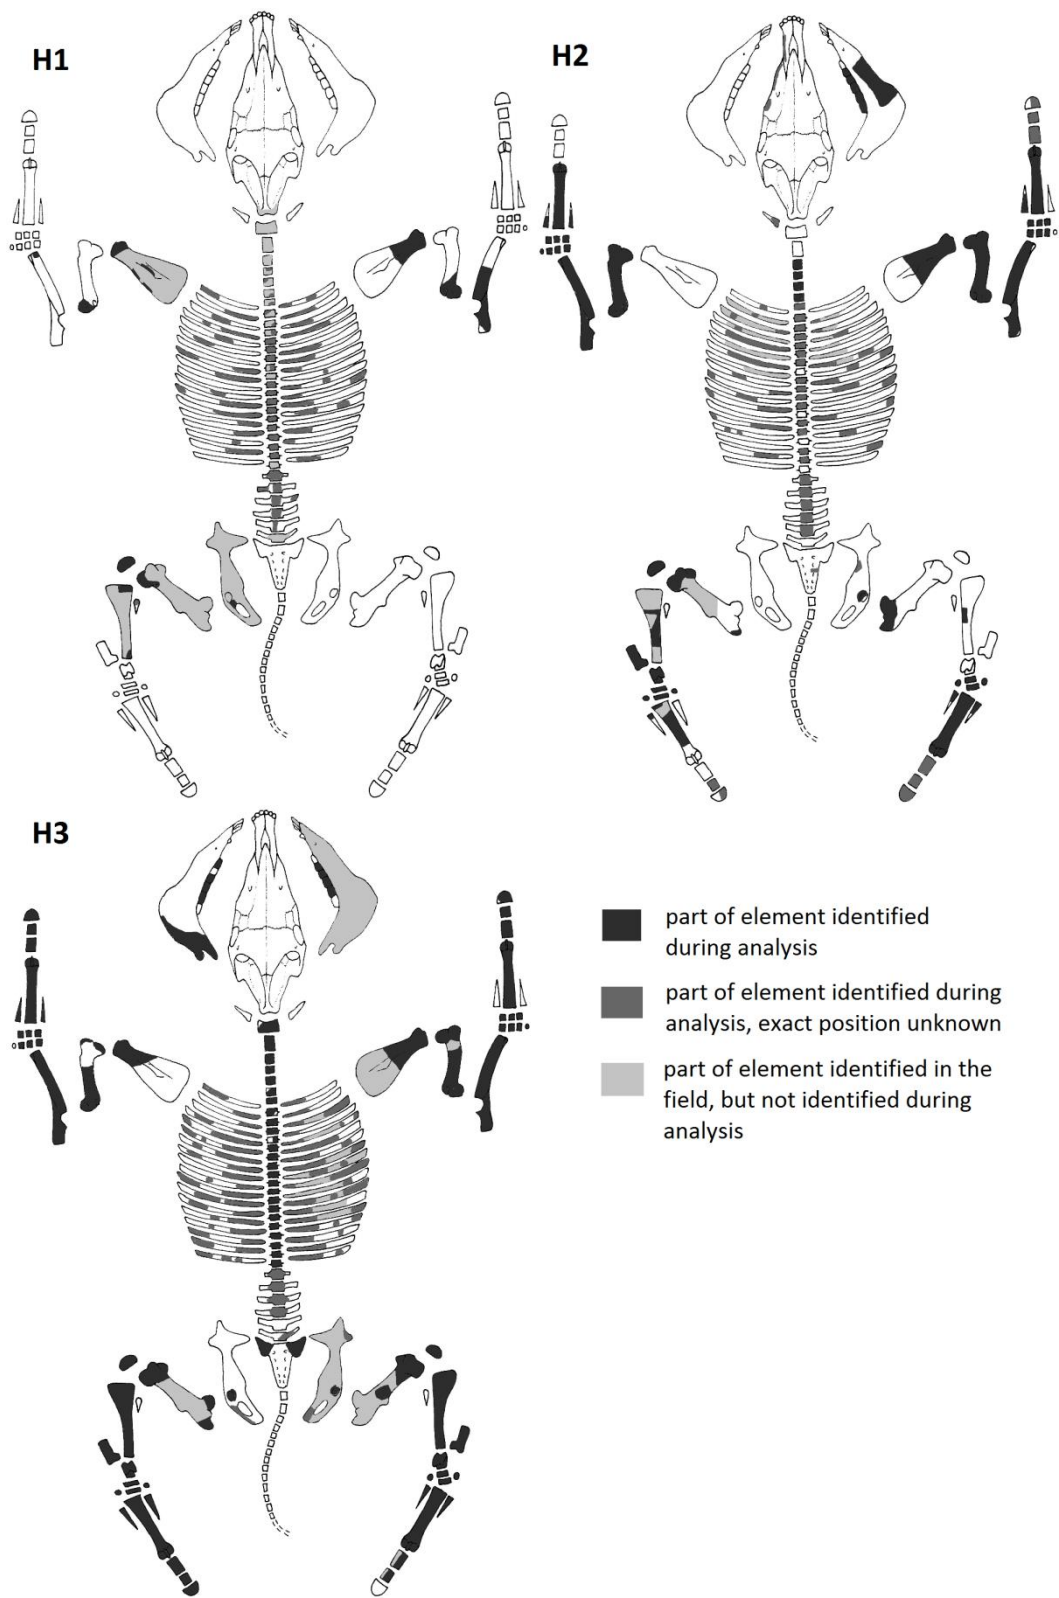 H1
H2
H3
part of element identified
during analysis
part of element identified during
analysis, exact position unknown
part of element identified in the
field, but not identified during
analysis